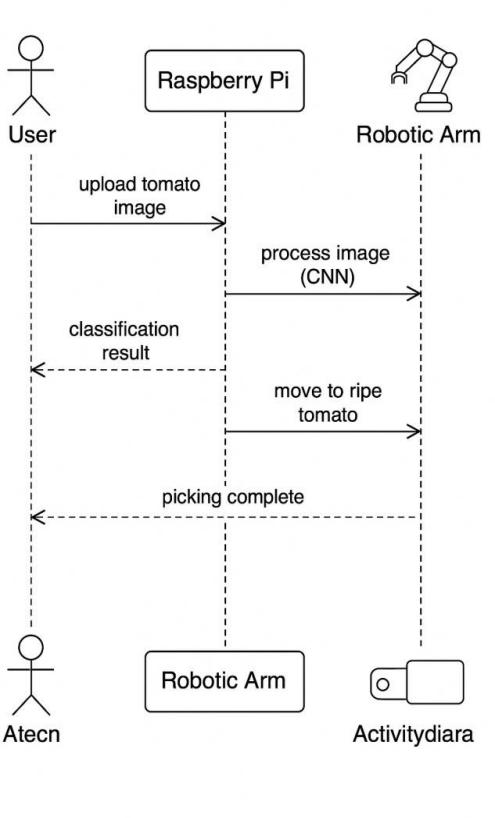 Raspberry Pi
User
Robotic Arm
upload tomato
image
process image
(CNN)
classification
result
move to ripe
tomato
picking complete
Robotic Arm
Atecn
Activitydiara